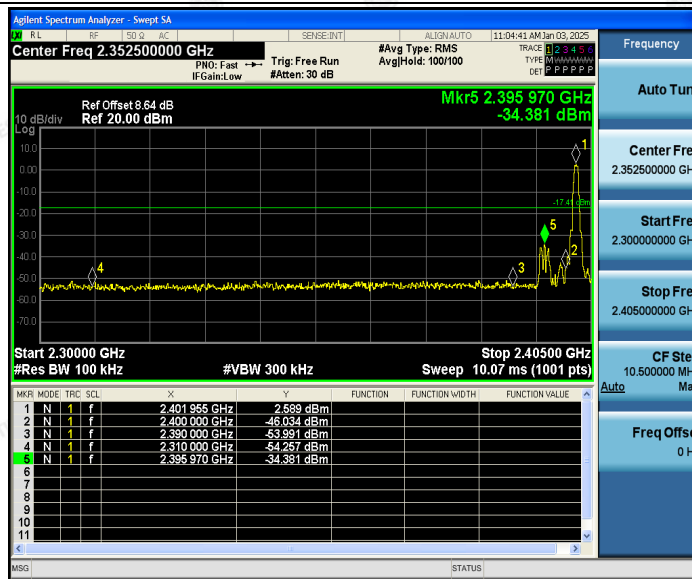 Agilent Spectrum Analyzer - Swept SA
RL RF 50 Ω AC SENSE:INT ALIGN AUTO 11:04:41 AM Jan 03, 2025
Center Freq 2.352500000 GHz
#Avg Type: RMS
TRACE 1 2 3 4 5 6
PNO: Fast
Trig: Free Run
Avg|Hold: 100/100
TYPE M
IFGain:Low
#Atten: 30 dB
DET P P P P P P
Mkr5 2.395 970 GHz
-34.381 dBm
Ref Offset 8.64 dB
10 dB/div Ref 20.00 dBm
Log
10.0
0.00
-10.0
-20.0
-30.0
-40.0
-50.0
-60.0
-70.0
-17.41 dBm
1
5
2
3
4
Start 2.30000 GHz
Stop 2.40500 GHz
#Res BW 100 kHz
#VBW 300 kHz
Sweep 10.07 ms (1001 pts)
MKR MODE TRC SCL X Y FUNCTION FUNCTION WIDTH FUNCTION VALUE
1 N 1 f 2.401 955 GHz 2.589 dBm
2 N 1 f 2.400 000 GHz -46.034 dBm
3 N 1 f 2.390 000 GHz -53.991 dBm
4 N 1 f 2.310 000 GHz -54.257 dBm
5 N 1 f 2.395 970 GHz -34.381 dBm
6
7
8
9
10
11
MSG
STATUS
Frequency
Auto Tun
Center Fre
2.352500000 GH
Start Fre
2.300000000 GH
Stop Fre
2.405000000 GH
CF Ste
10.500000 MH
Auto Ma
Freq Offse
0 H